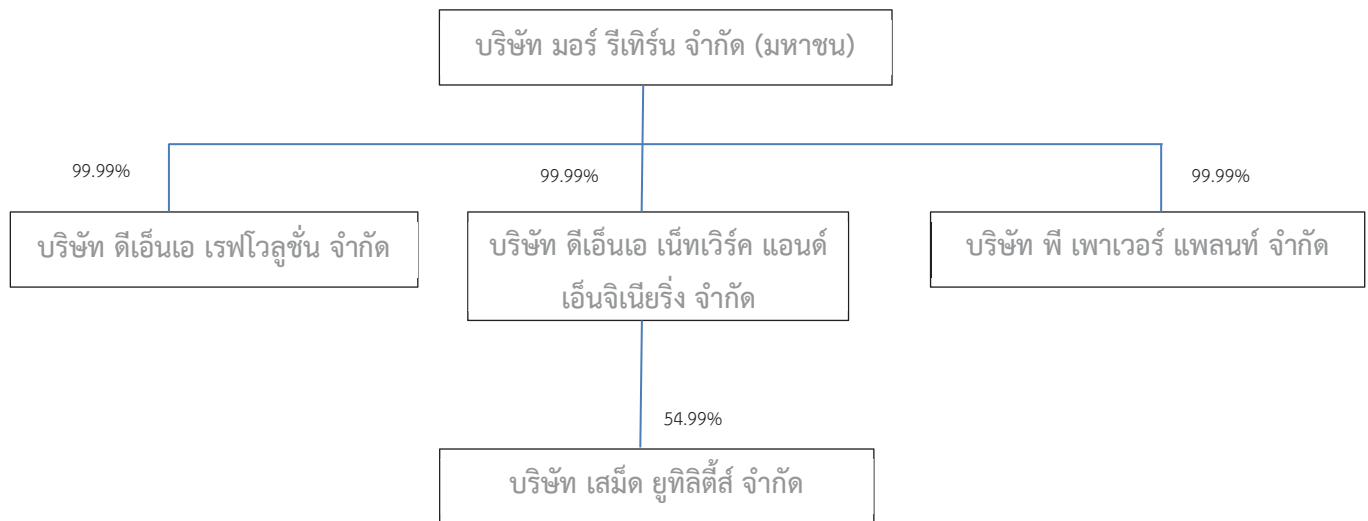 บริษัท มอร์ รีเทิร์น จำกัด (มหาชน)
99.99%
99.99%
99.99%
บริษัท ดีเอ็นเอ เรฟโวลูชั่น จำกัด
บริษัท ดีเอ็นเอ เน็ทเวิร์ค แอนด์
เอ็นจิเนียริ่ง จำกัด
บริษัท พี เพาเวอร์ แพลนท์ จำกัด
54.99%
บริษัท เสม็ด ยูทิลิตี้ส์ จำกัด